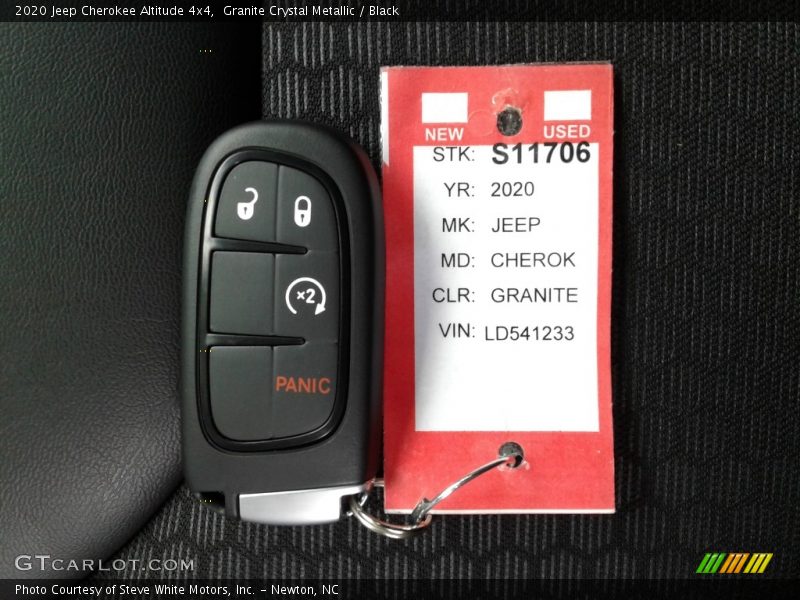 2020 Jeep Cherokee Altitude 4x4, Granite Crystal Metallic / Black
NEW USED
STK: S11706
YR: 2020
MK: JEEP
MD: CHEROK
CLR: GRANITE
VIN: LD541233
×2
PANIC
GTCARLOT.COM
Photo Courtesy of Steve White Motors, Inc. – Newton, NC